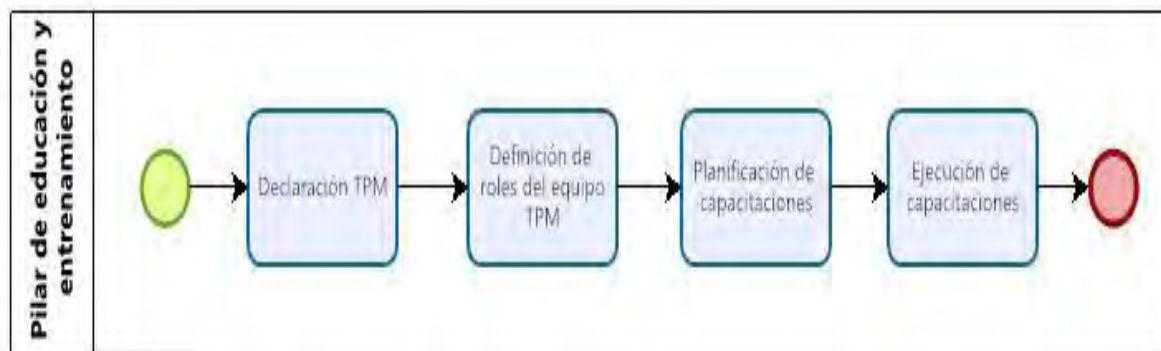 Pilar de educación y
entrenamiento
Declaración TPM
Definición de
roles del equipo
TPM
Planificación de
capacitaciones
Ejecución de
capacitaciones